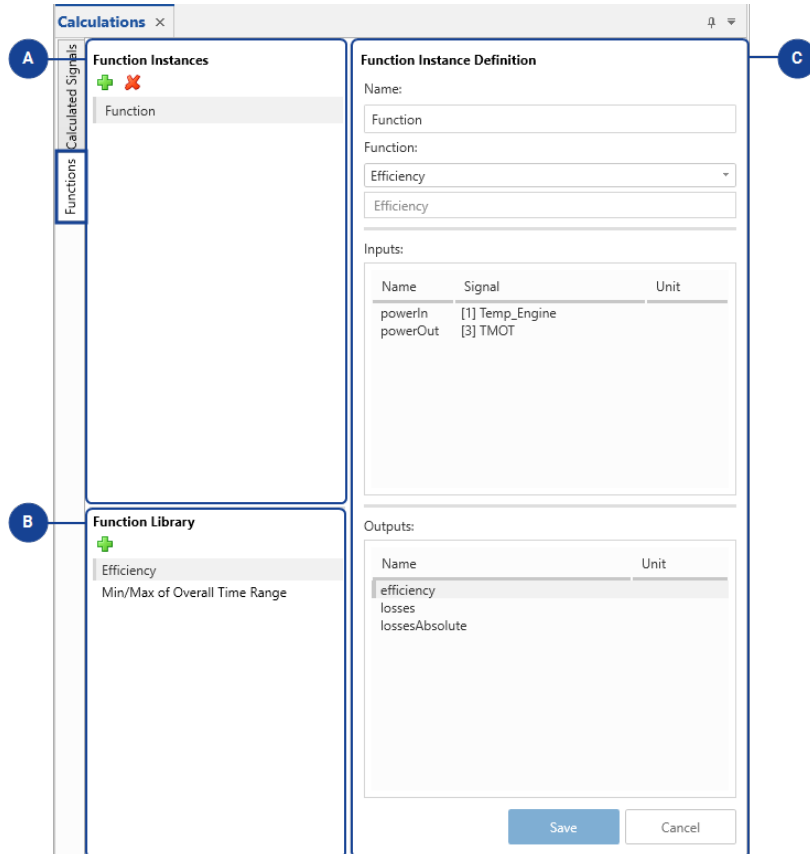 Calculations ×
A
Calculated Signals
Functions
Function Instances
Function
B
Function Library
Efficiency
Min/Max of Overall Time Range
C
Function Instance Definition
Name:
Function
Function:
Efficiency
Efficiency
Inputs:
Name Signal Unit
powerIn [1] Temp_Engine
powerOut [3] TMOT
Outputs:
Name Unit
efficiency
losses
lossesAbsolute
Save Cancel